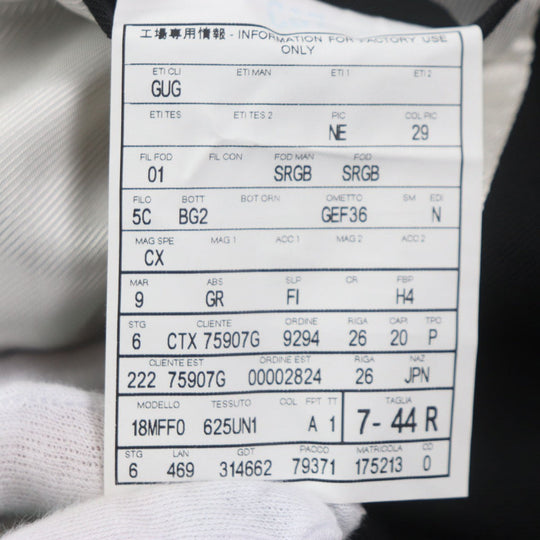 工場専用情報 - INFORMATION FOR FACTORY USE
ONLY
ETI CLI ETI MAN ETI 1 ETI 2
GUG
ETI TES ETI TES 2 PIC COL PIC
NE 29
FIL FOD FIL CON FOD MAN FOD
01 SRGB SRGB
FILO BOTT BOT ORN OMETTO SM EDI
5C BG2 GEF36 N
MAG SPE MAG 1 ACC 1 MAG 2 ACC 2
CX
MAR ABS SLP CR FBP
9 GR FI H4
STG CLIENTE ORDINE RIGA CAPI TPO
6 CTX 75907G 9294 26 20 P
CLIENTE EST ORDINE EST RIGA NAZ
222 75907G 00002824 26 JPN
MODELLO TESSUTO COL FPT TT TAGLIA
18MFF0 625UN1 A 1 7- 44 R
STG LAN GDT PACCO MATRICOLA CD
6 469 314662 79371 175213 0